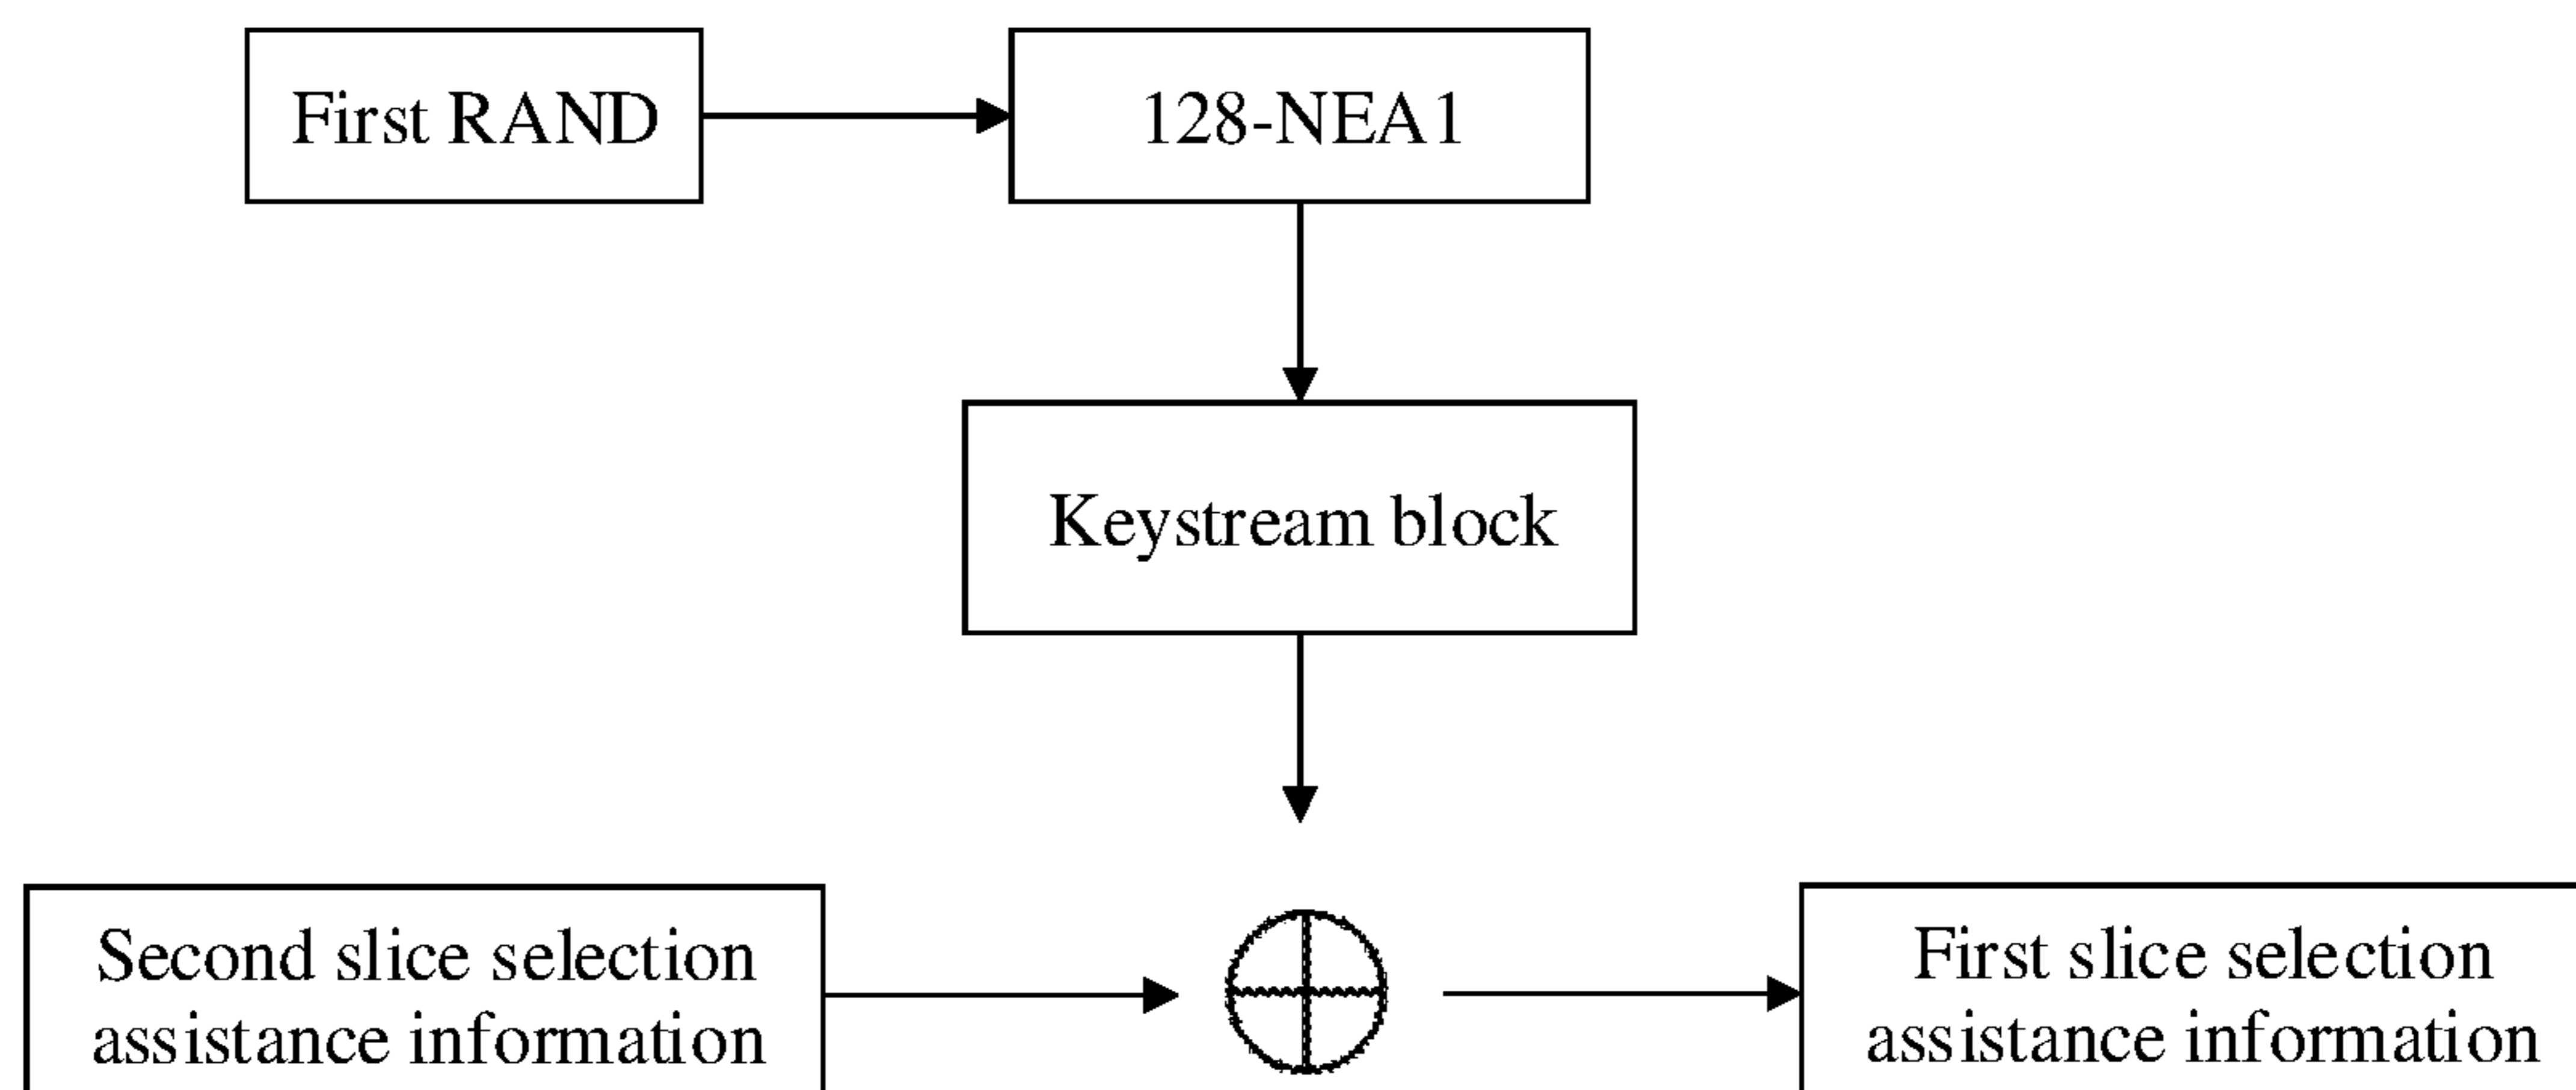 First RAND
128-NEA1
Keystream block
Second slice selection
assistance information
First slice selection
assistance information